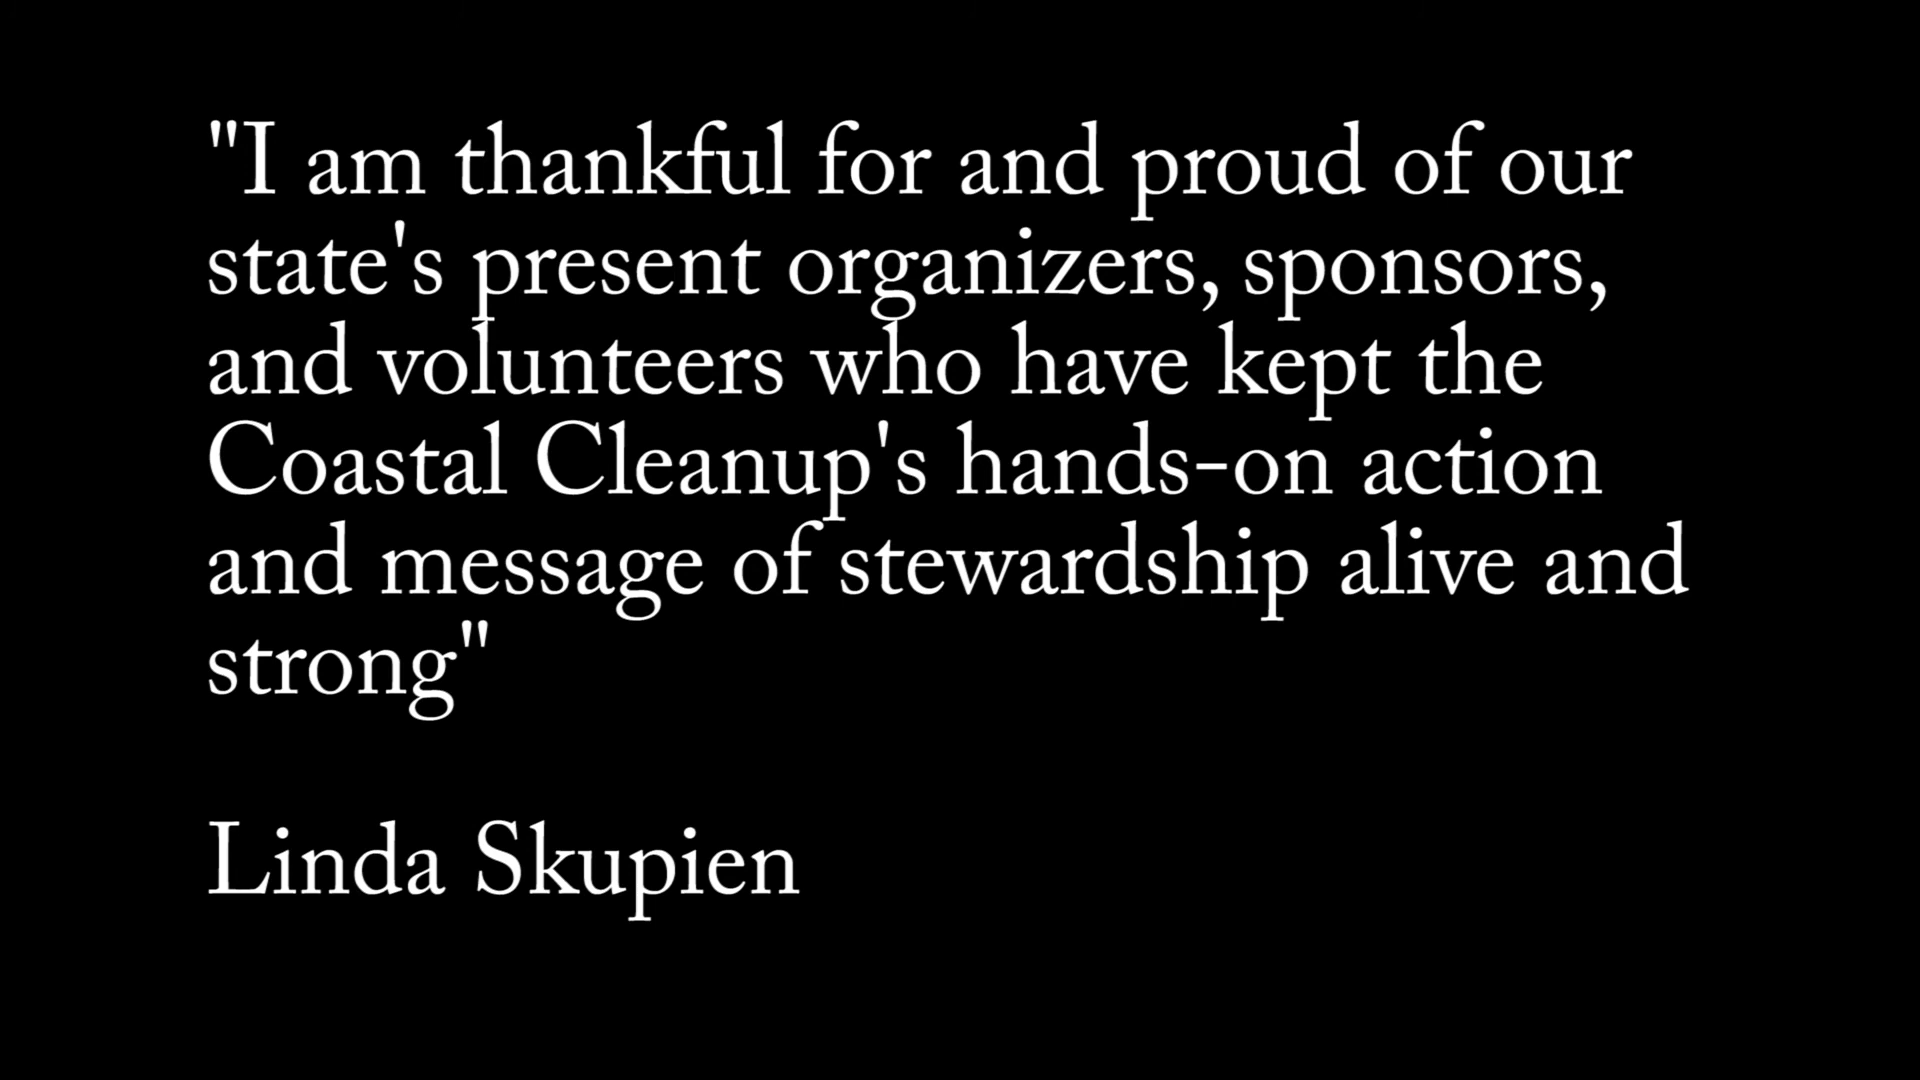 "I am thankful for and proud of our
state's present organizers, sponsors,
and volunteers who have kept the
Coastal Cleanup's hands-on action
and message of stewardship alive and
strong"
Linda Skupien